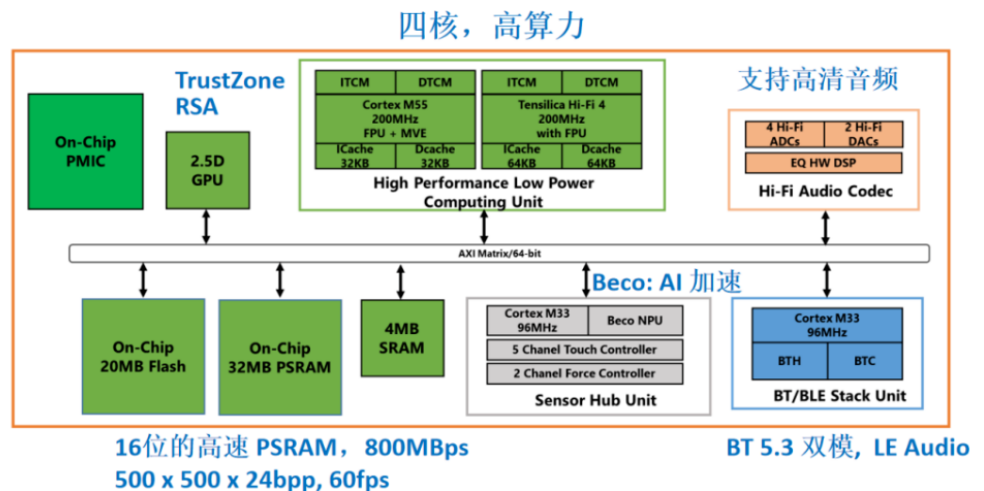 四核，高算力
TrustZone
RSA
支持高清音频
On-Chip
PMIC
2.5D
GPU
ITCM
DTCM
Cortex M55
200MHz
FPU + MVE
ICache
32KB
Dcache
32KB
ITCM
DTCM
Tensilica Hi-Fi 4
200MHz
with FPU
ICache
64KB
Dcache
64KB
High Performance Low Power
Computing Unit
4 Hi-Fi
ADCs
2 Hi-Fi
DACs
EQ HW DSP
Hi-Fi Audio Codec
AXI Matrix/64-bit
Beco: AI 加速
On-Chip
20MB Flash
On-Chip
32MB PSRAM
4MB
SRAM
Cortex M33
96MHz
Beco NPU
5 Chanel Touch Controller
2 Chanel Force Controller
Sensor Hub Unit
Cortex M33
96MHz
BTH
BTC
BT/BLE Stack Unit
16位的高速 PSRAM，800MBps
500 x 500 x 24bpp, 60fps
BT 5.3 双模, LE Audio